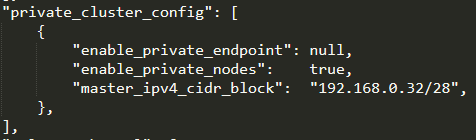 "private_cluster_config": [
{
"enable_private_endpoint": null,
"enable_private_nodes": true,
"master_ipv4_cidr_block": "192.168.0.32/28",
},
],